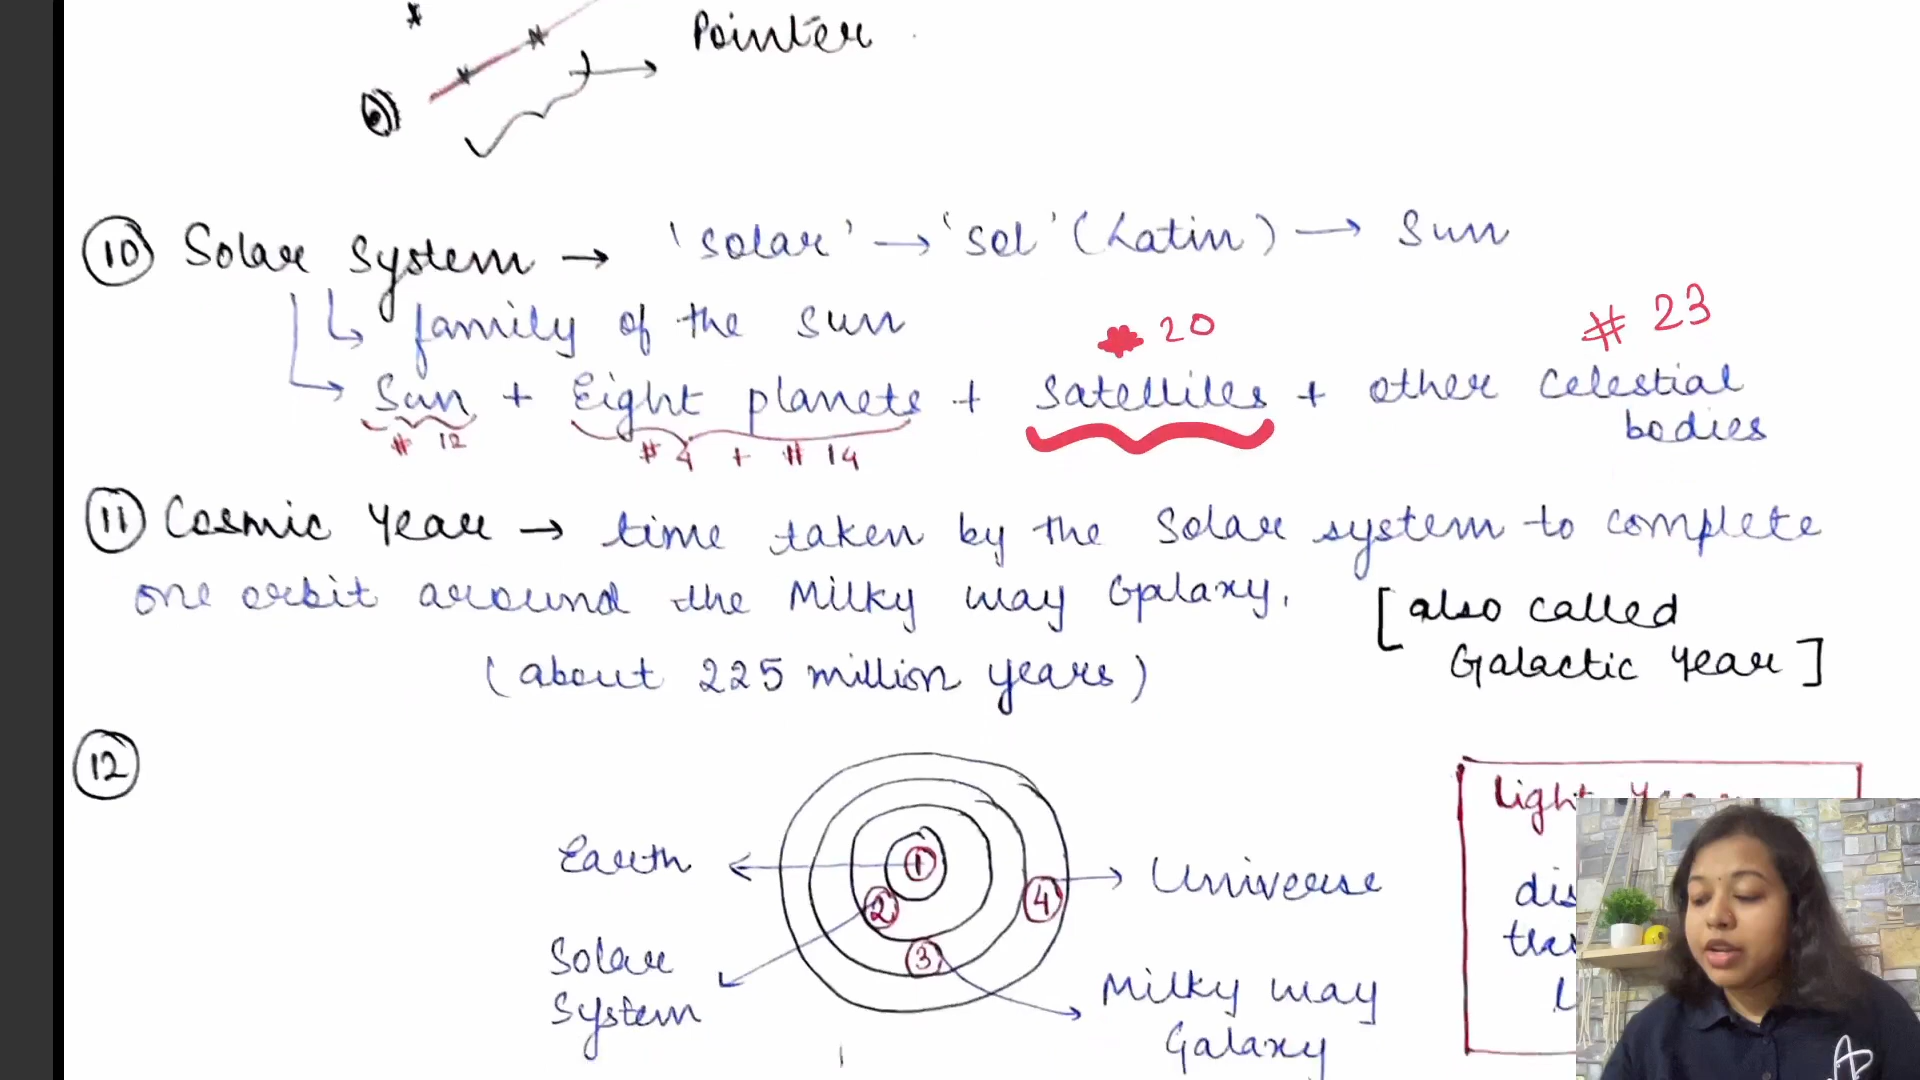 Pointer
⑩ Solar System → 'solar' → 'sol' (Latin) → Sun
↳ family of the sun
* 20
# 23
↳ Sun + Eight planets + Satellites + other celestial bodies
# 12
# 4 + # 14
⑪ Cosmic Year → time taken by the Solar system to complete
one orbit around the Milky way Galaxy.
[also called
Galactic Year]
(about 225 million years)
⑫
Light
Earth
①
②
③
④
Universe
Solar
System
Milky way
Galaxy